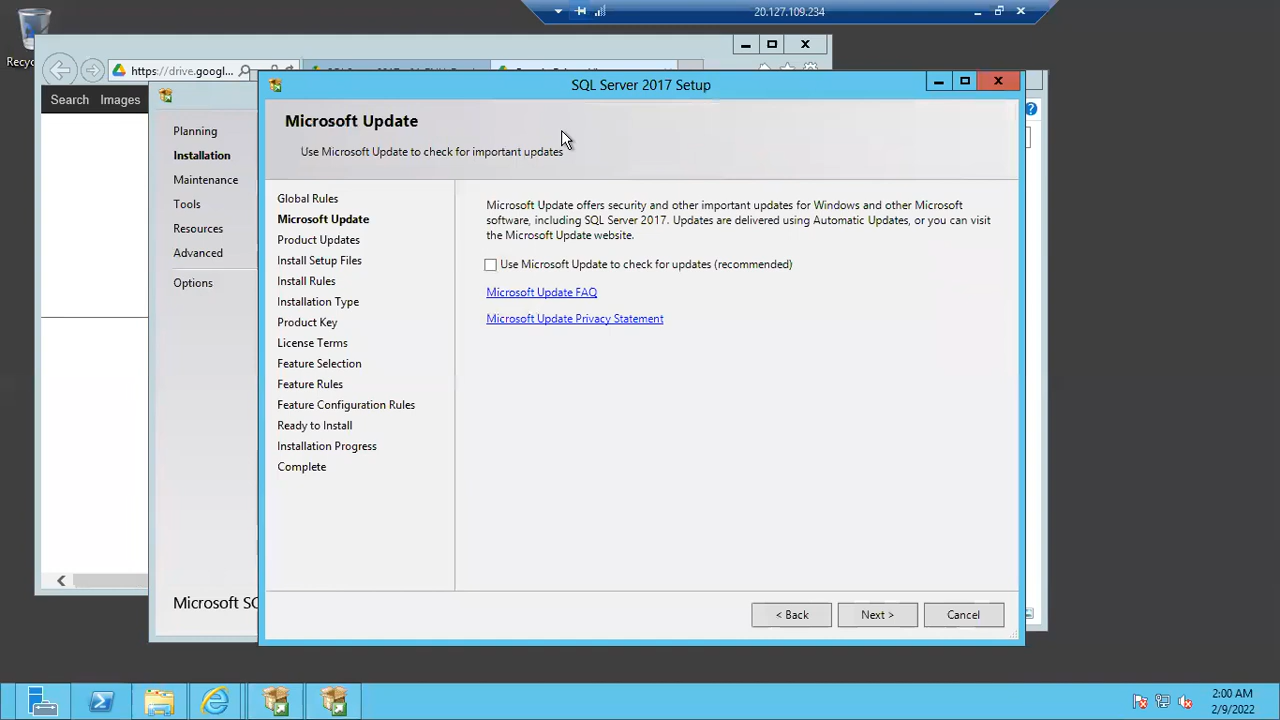 20.127.109.234
Recy
https://drive.googl...
Search Images
SQL Server 2017 Setup
Microsoft Update
Use Microsoft Update to check for important updates
Planning
Installation
Maintenance
Tools
Resources
Advanced
Options
Microsoft SQ
Global Rules
Microsoft Update
Product Updates
Install Setup Files
Install Rules
Installation Type
Product Key
License Terms
Feature Selection
Feature Rules
Feature Configuration Rules
Ready to Install
Installation Progress
Complete
Microsoft Update offers security and other important updates for Windows and other Microsoft
software, including SQL Server 2017. Updates are delivered using Automatic Updates, or you can visit
the Microsoft Update website.
Use Microsoft Update to check for updates (recommended)
Microsoft Update FAQ
Microsoft Update Privacy Statement
< Back
Next >
Cancel
2:00 AM
2/9/2022